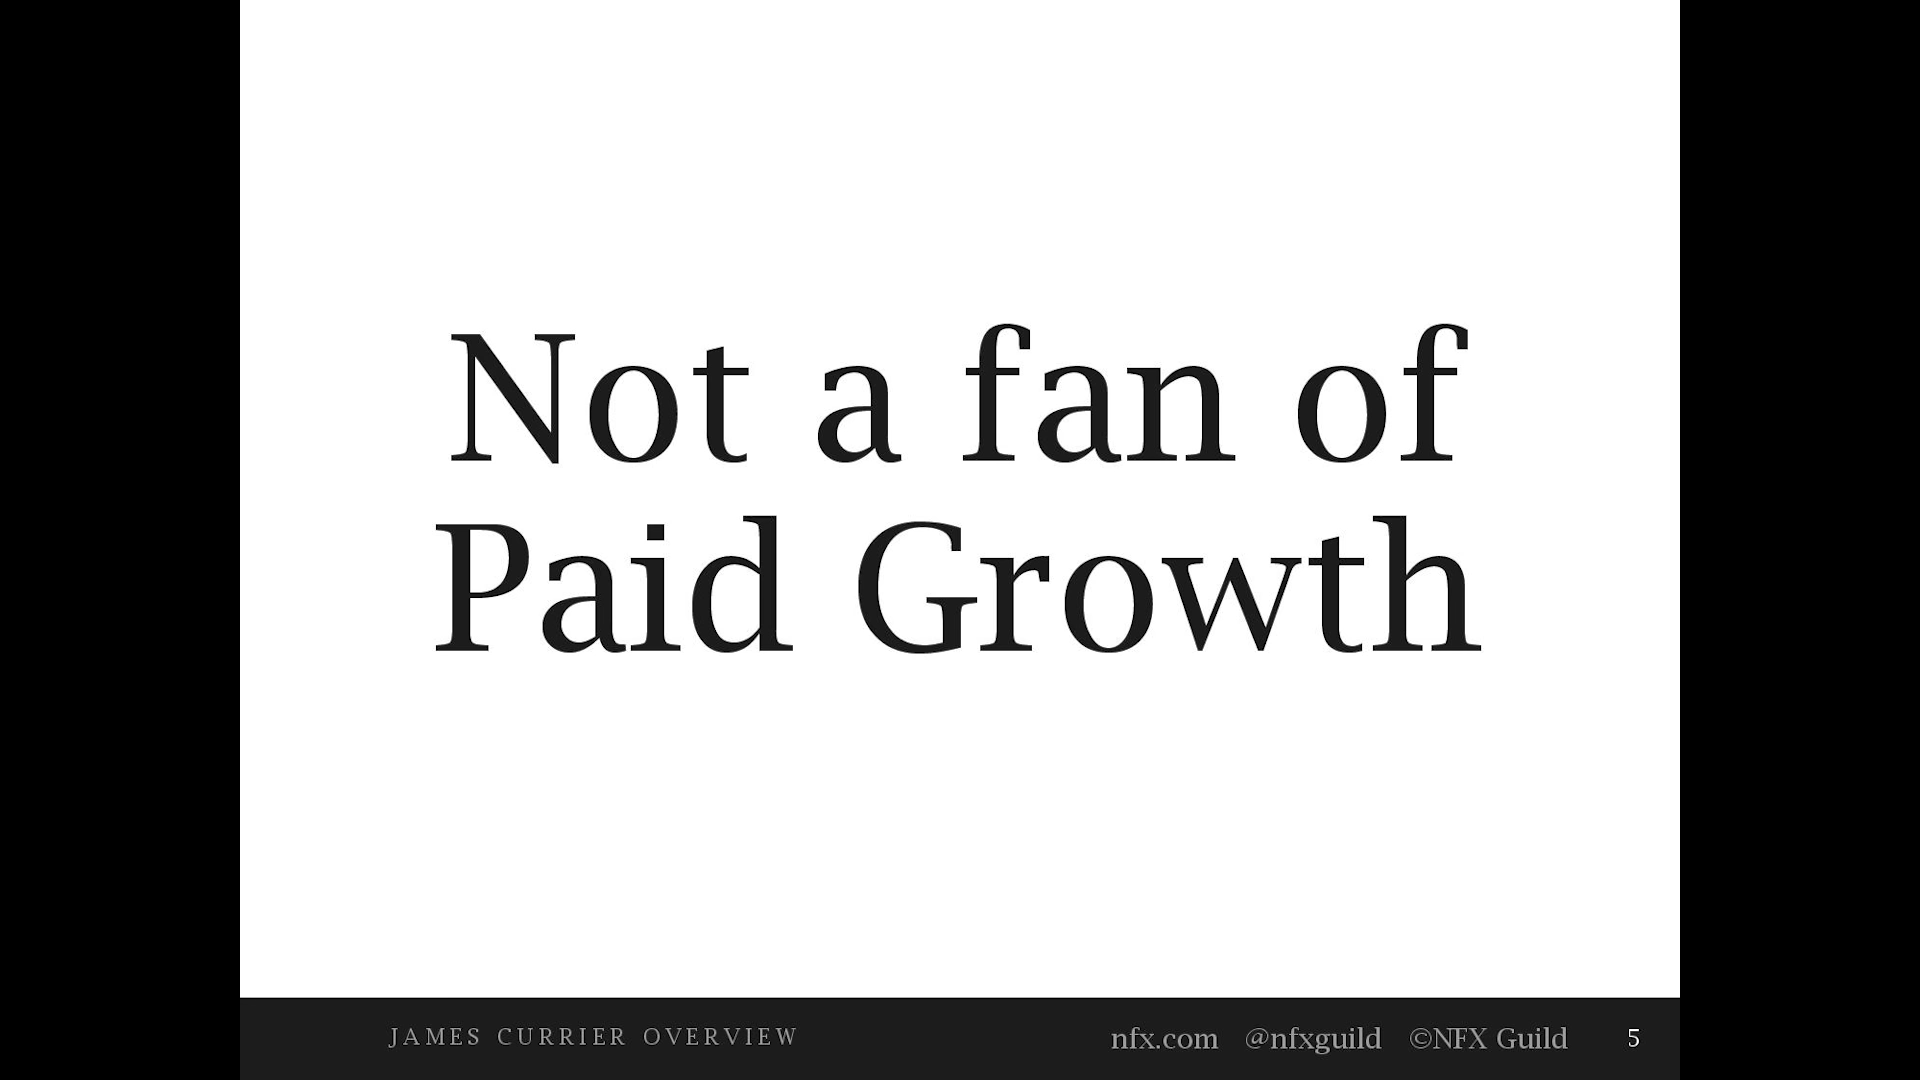 Not a fan of
Paid Growth
JAMES CURRIER OVERVIEW nfx.com @nfxguild ©NFX Guild 5